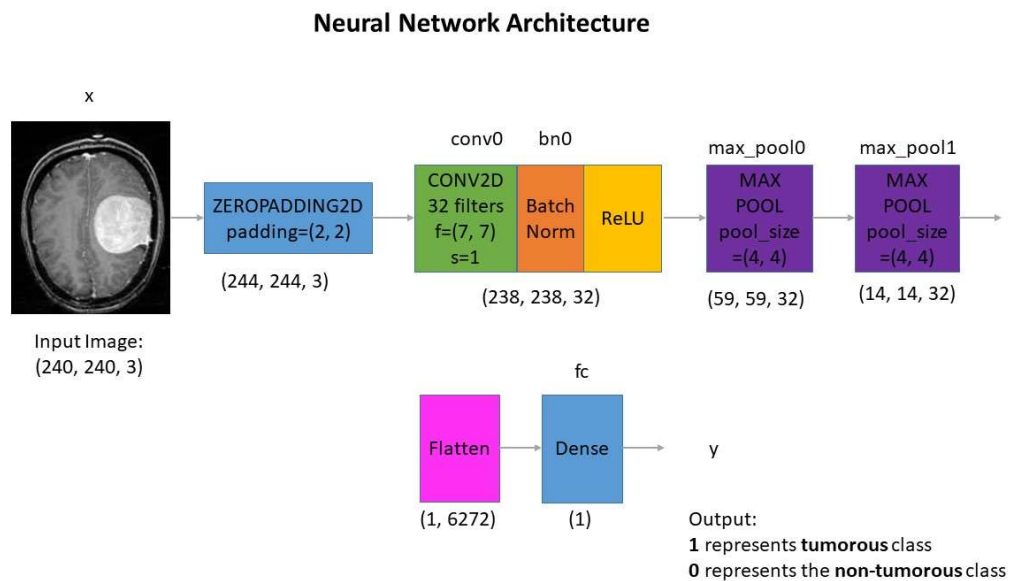 Neural Network Architecture
x
conv0
bn0
max_pool0
max_pool1
ZEROPADDING2D
padding=(2, 2)
CONV2D
32 filters
f=(7, 7)
s=1
Batch
Norm
ReLU
MAX
POOL
pool_size
=(4, 4)
MAX
POOL
pool_size
=(4, 4)
(244, 244, 3)
(238, 238, 32)
(59, 59, 32)
(14, 14, 32)
Input Image:
(240, 240, 3)
fc
Flatten
Dense
y
(1, 6272)
(1)
Output:
1 represents tumorous class
0 represents the non-tumorous class